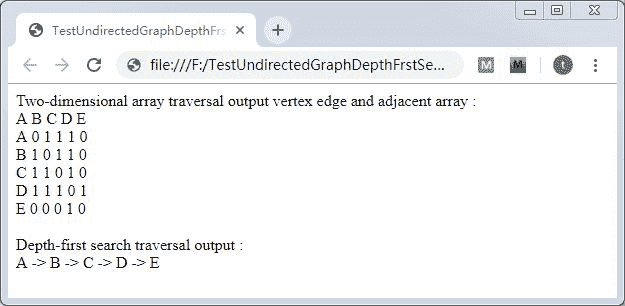 TestUndirectedGraphDepthFrs
file:///F:/TestUndirectedGraphDepthFrstSe...
M M t
Two-dimensional array traversal output vertex edge and adjacent array :
A B C D E
A 0 1 1 1 0
B 1 0 1 1 0
C 1 1 0 1 0
D 1 1 1 0 1
E 0 0 0 1 0
Depth-first search traversal output :
A -> B -> C -> D -> E